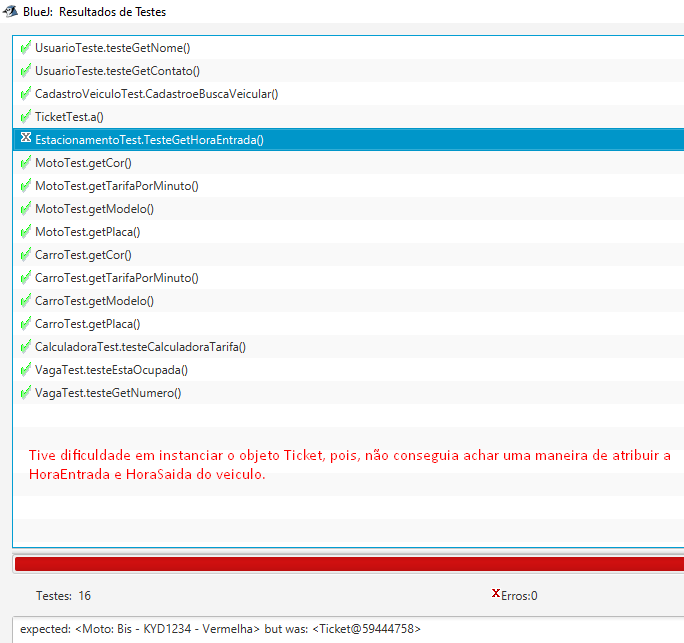 BlueJ: Resultados de Testes
UsuarioTeste.testeGetNome()
UsuarioTeste.testeGetContato()
CadastroVeiculoTest.CadastroeBuscaVeicular()
TicketTest.a()
X EstacionamentoTest.TesteGetHoraEntrada()
MotoTest.getCor()
MotoTest.getTarifaPorMinuto()
MotoTest.getModelo()
MotoTest.getPlaca()
CarroTest.getCor()
CarroTest.getTarifaPorMinuto()
CarroTest.getModelo()
CarroTest.getPlaca()
CalculadoraTest.testeCalculadoraTarifa()
VagaTest.testeEstaOcupada()
VagaTest.testeGetNumero()
Tive dificuldade em instanciar o objeto Ticket, pois, não conseguia achar uma maneira de atribuir a
HoraEntrada e HoraSaida do veiculo.
Testes: 16 X Erros:0
expected: <Moto: Bis - KYD1234 - Vermelha> but was: <Ticket@59444758>